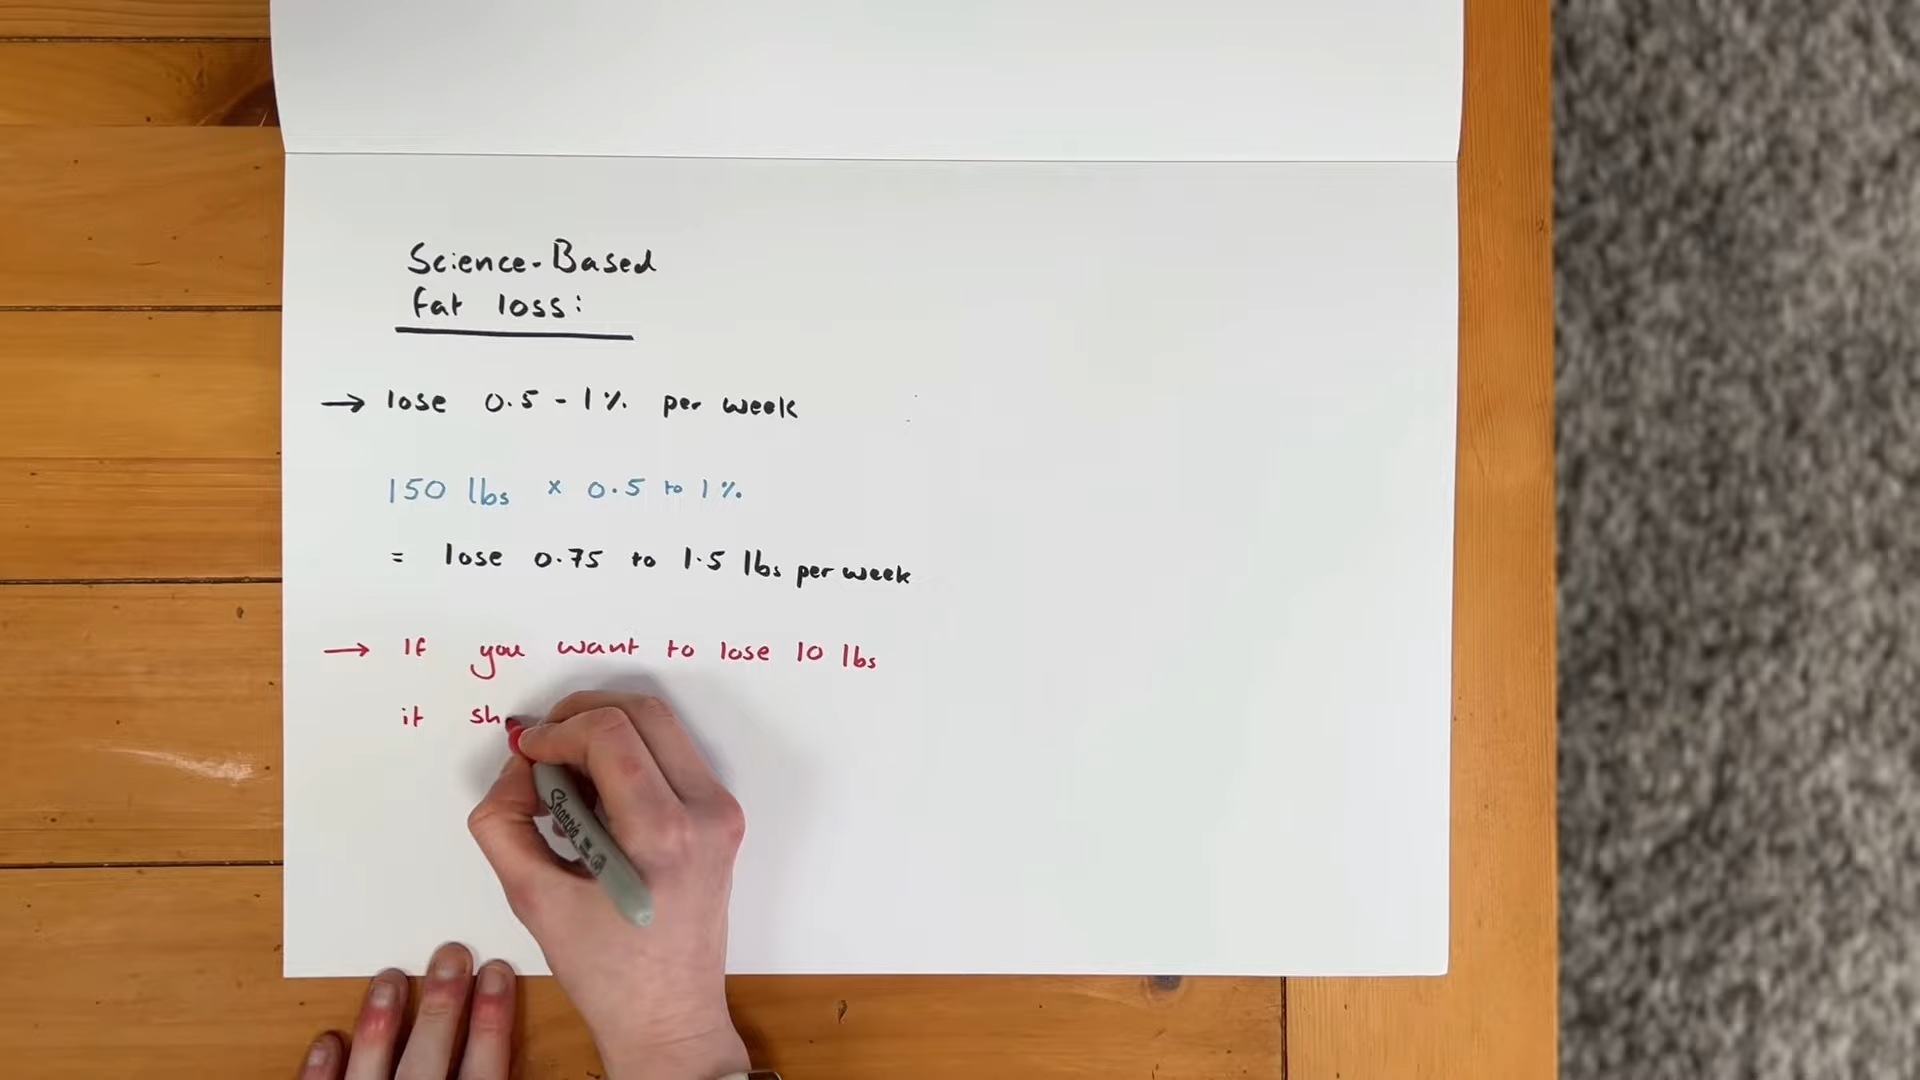 Science-Based
fat loss:
→ lose 0.5 - 1% per week
150 lbs × 0.5 to 1%
= lose 0.75 to 1.5 lbs per week
→ If you want to lose 10 lbs
it sh
Sharpie